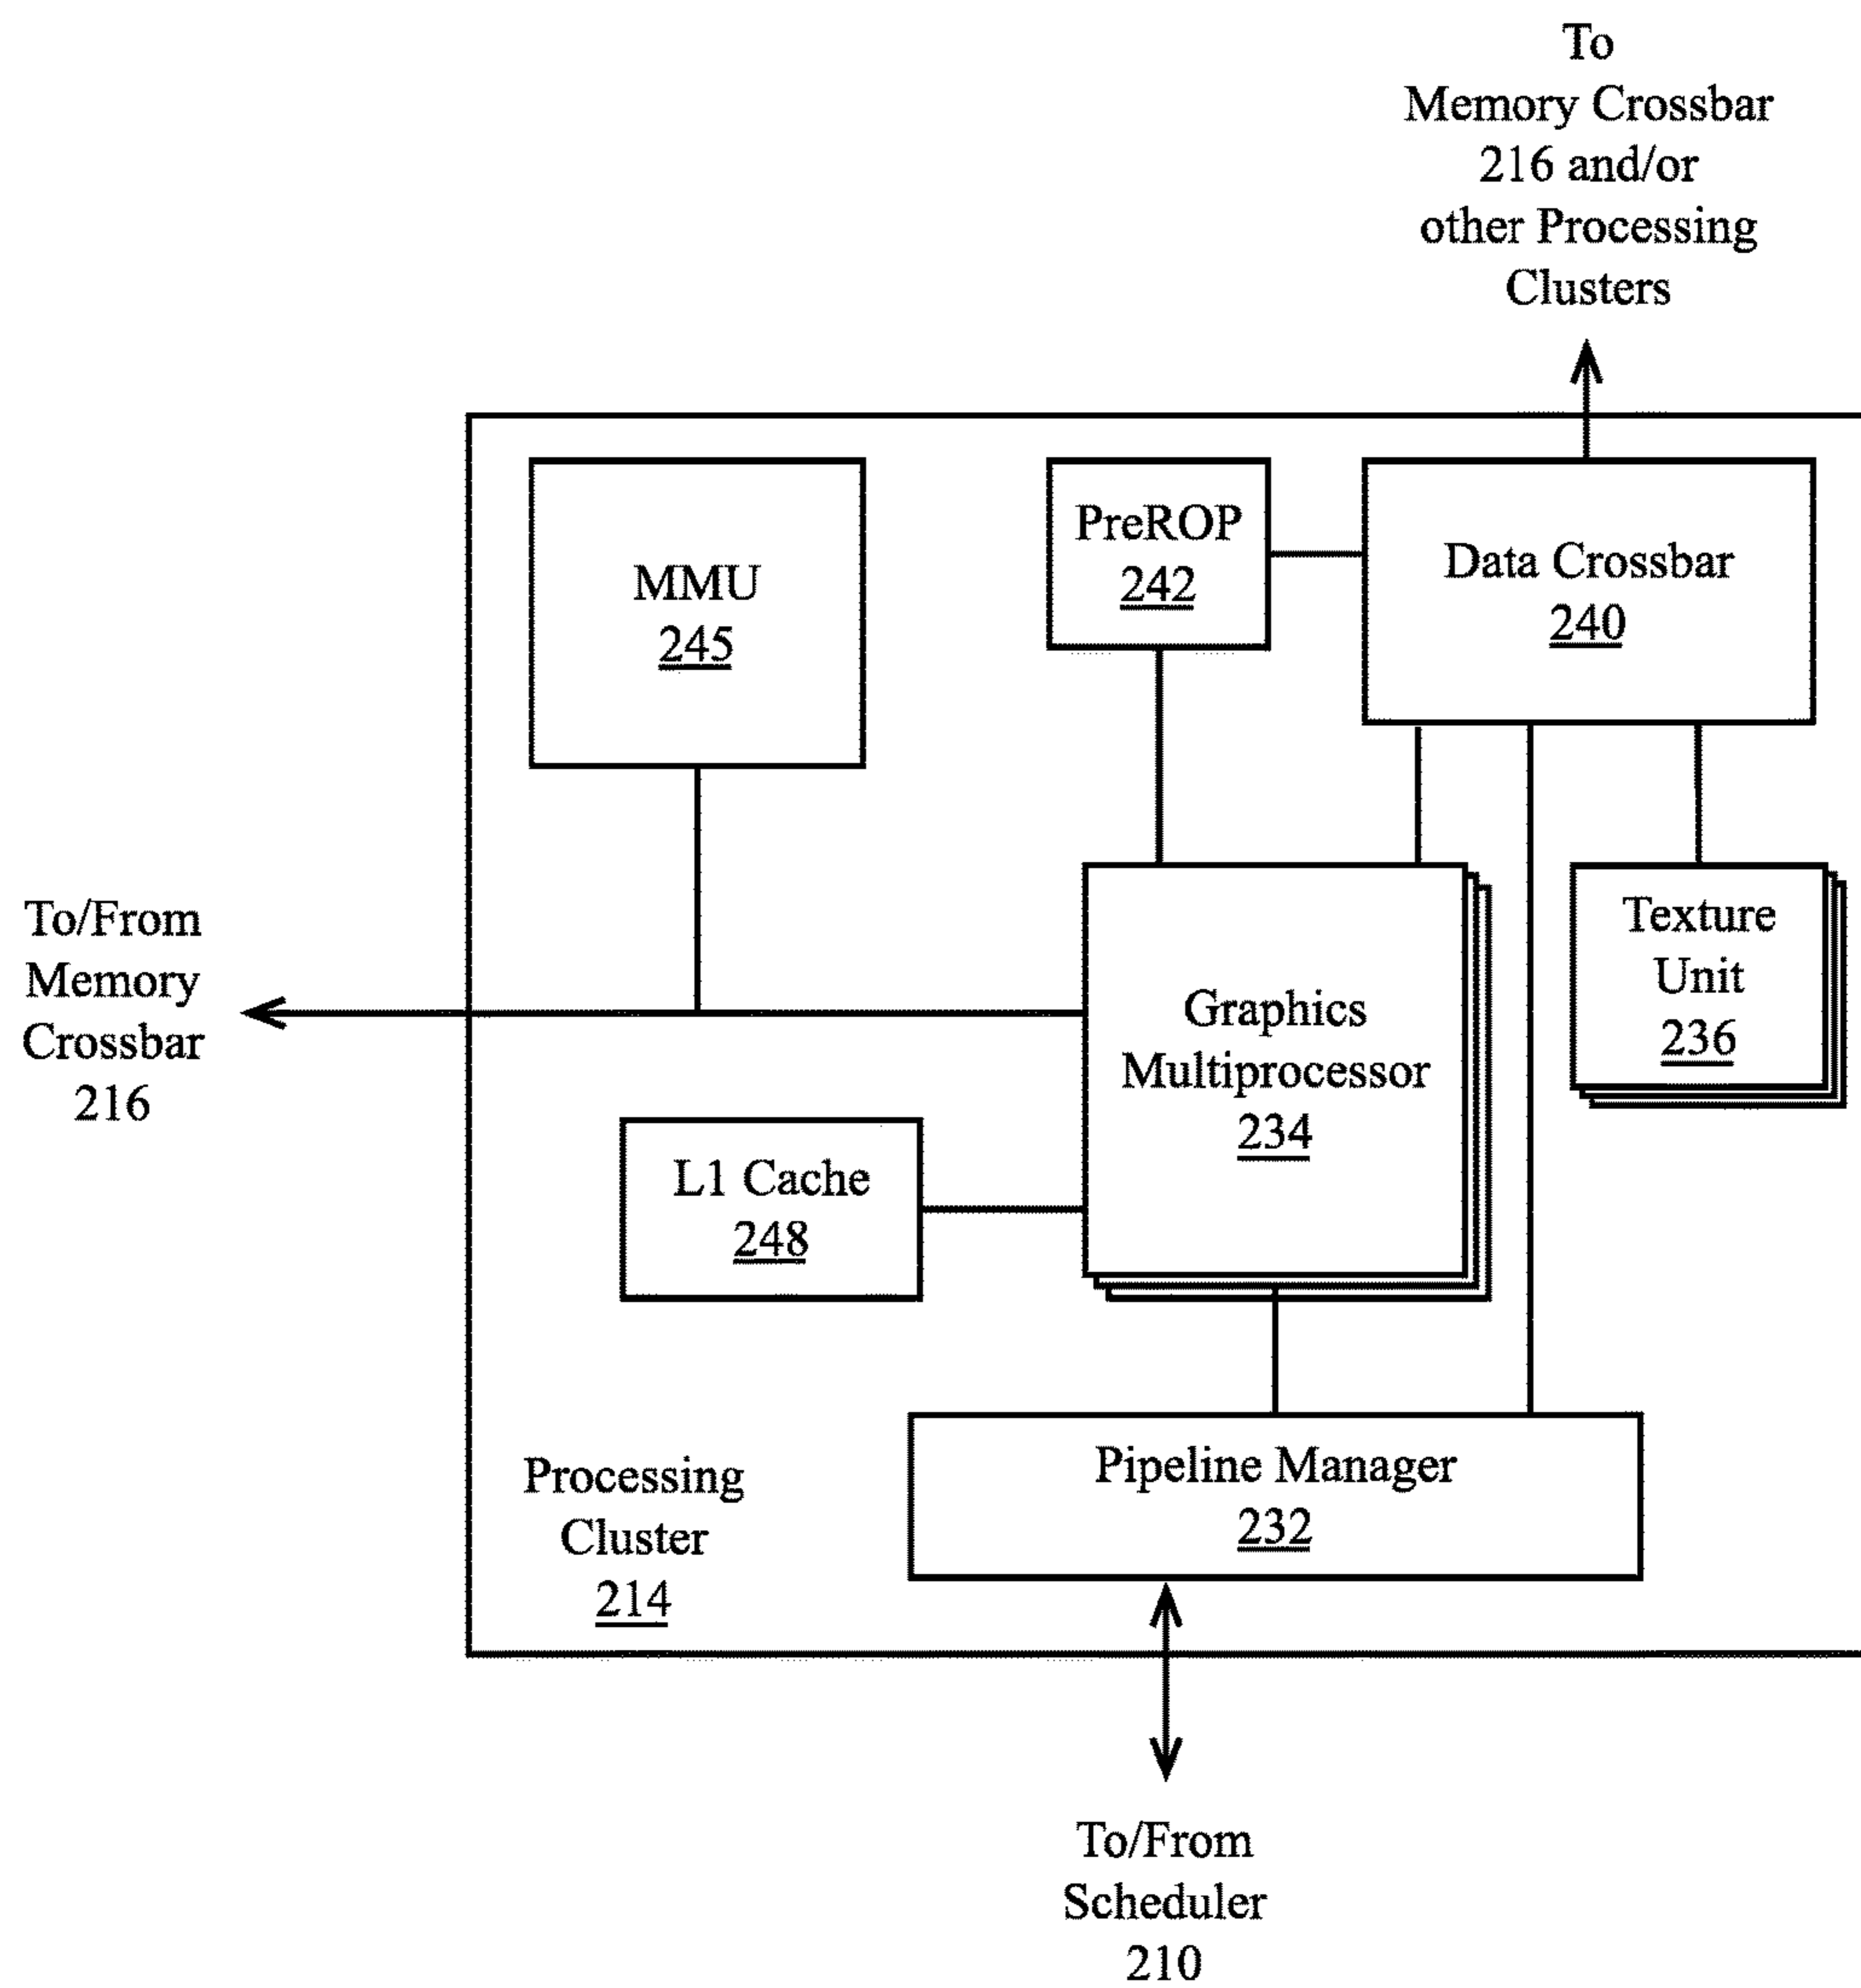 To
Memory Crossbar
216 and/or
other Processing
Clusters
PreROP
242
Data Crossbar
240
MMU
245
To/From
Memory
Crossbar
216
Graphics
Multiprocessor
234
Texture
Unit
236
L1 Cache
248
Pipeline Manager
232
Processing
Cluster
214
To/From
Scheduler
210